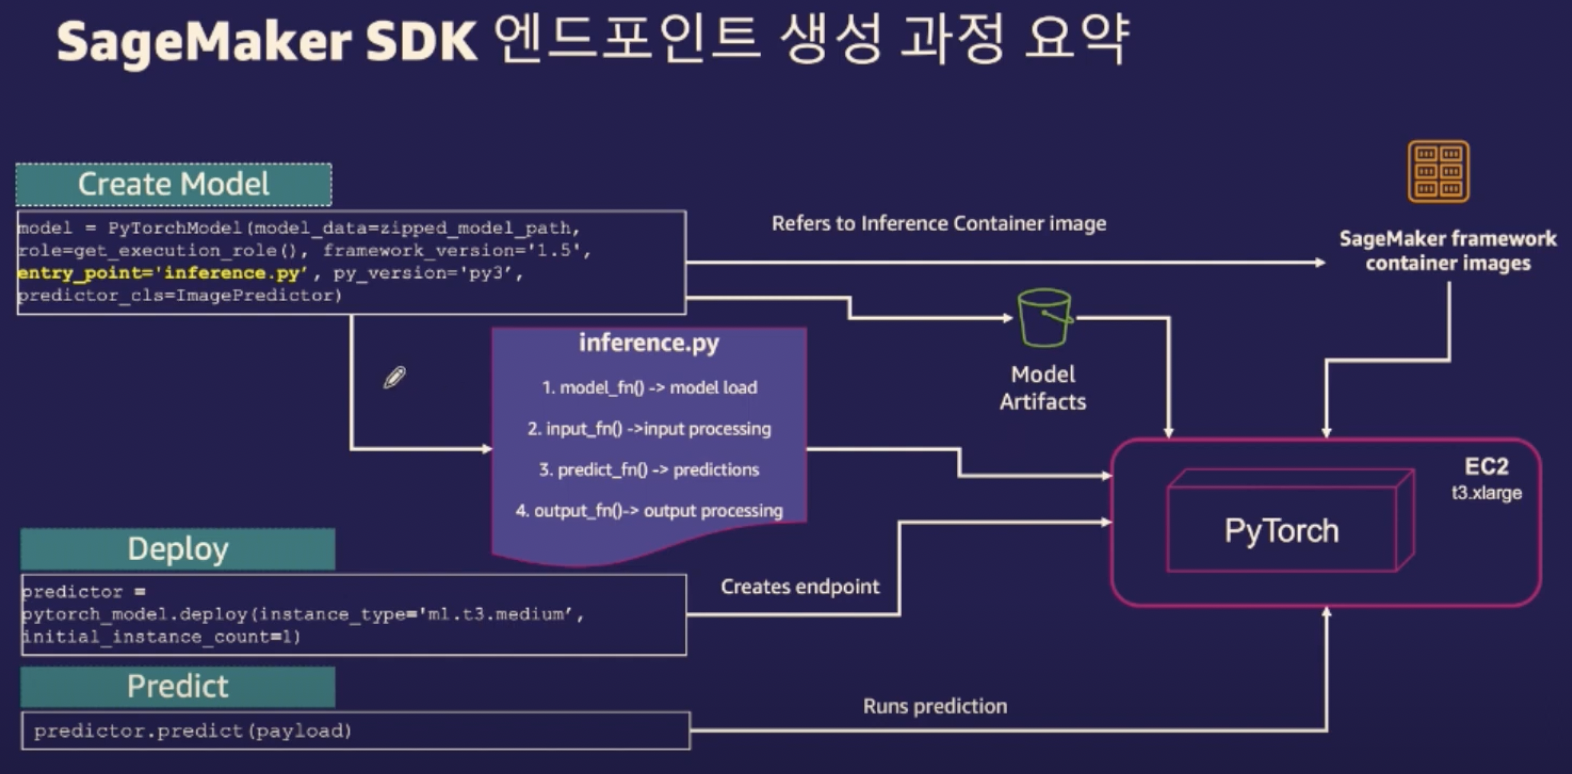 SageMaker SDK 엔드포인트 생성 과정 요약
Create Model
model = PyTorchModel(model_data=zipped_model_path,
role=get_execution_role(), framework_version='1.5',
entry_point='inference.py’, py_version='py3’,
predictor_cls=ImagePredictor)
Refers to Inference Container image
SageMaker framework
container images
Model
Artifacts
inference.py
1. model_fn() -> model load
2. input_fn() ->input processing
3. predict_fn() -> predictions
4. output_fn()-> output processing
EC2
t3.xlarge
PyTorch
Deploy
predictor =
pytorch_model.deploy(instance_type='ml.t3.medium’,
initial_instance_count=1)
Creates endpoint
Predict
predictor.predict(payload)
Runs prediction